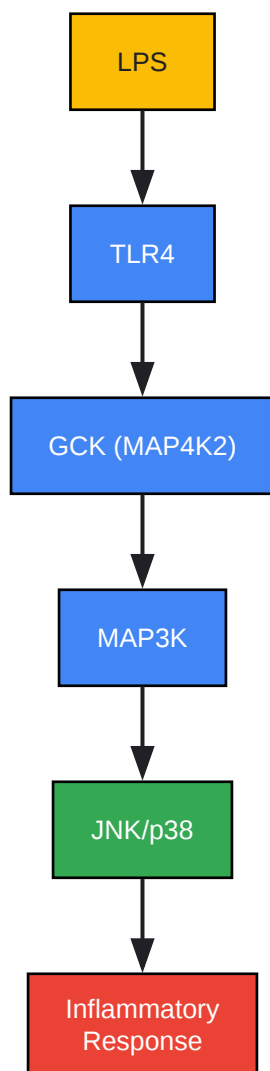 LPS
TLR4
GCK (MAP4K2)
MAP3K
JNK/p38
Inflammatory
Response